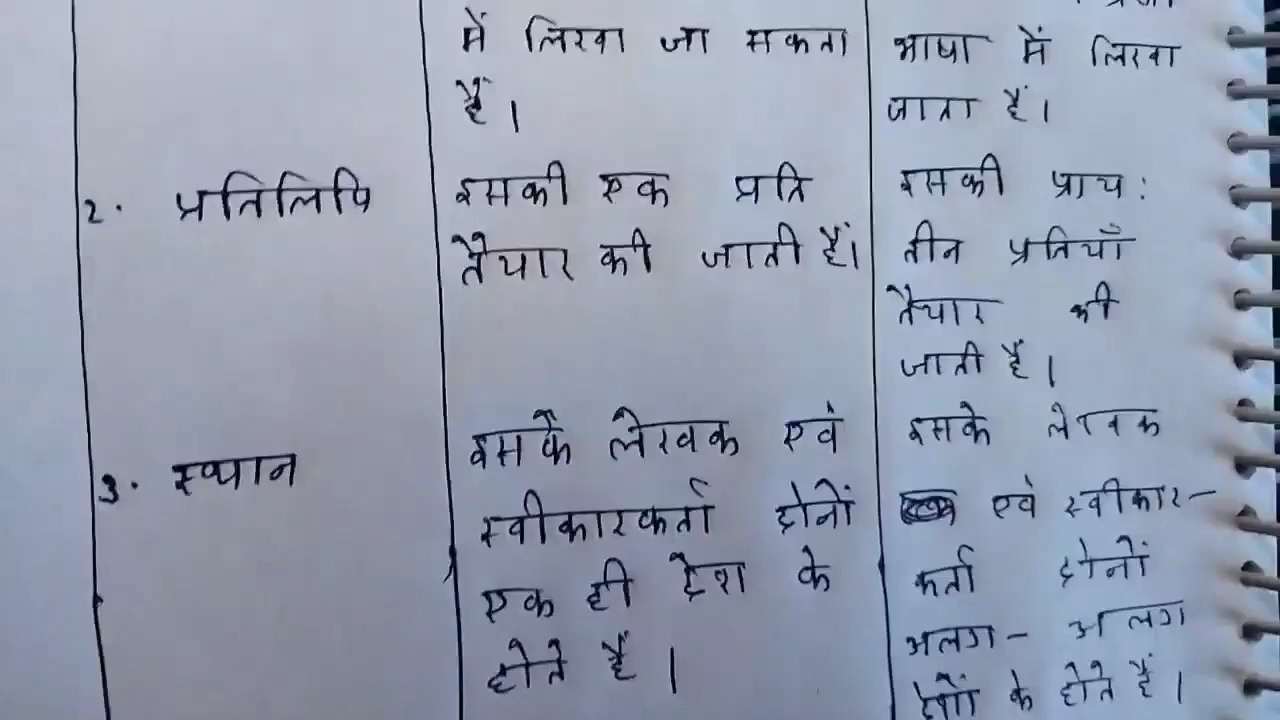 में लिखा जा सकता
हैं।
भाषा में लिखा
जाता हैं।
2. प्रतिलिपि
इसकी एक प्रति
तैयार की जाती हैं।
इसकी प्राय:
तीन प्रतियाँ
तैयार की
जाती हैं।
3. स्थान
इसके लेखक एवं
स्वीकारकर्ता दोनों
एक ही देश के
होते हैं।
इसके लेखक
एवं स्वीकार-
कर्ता दोनों
अलग- अलग
देशों के होते हैं।